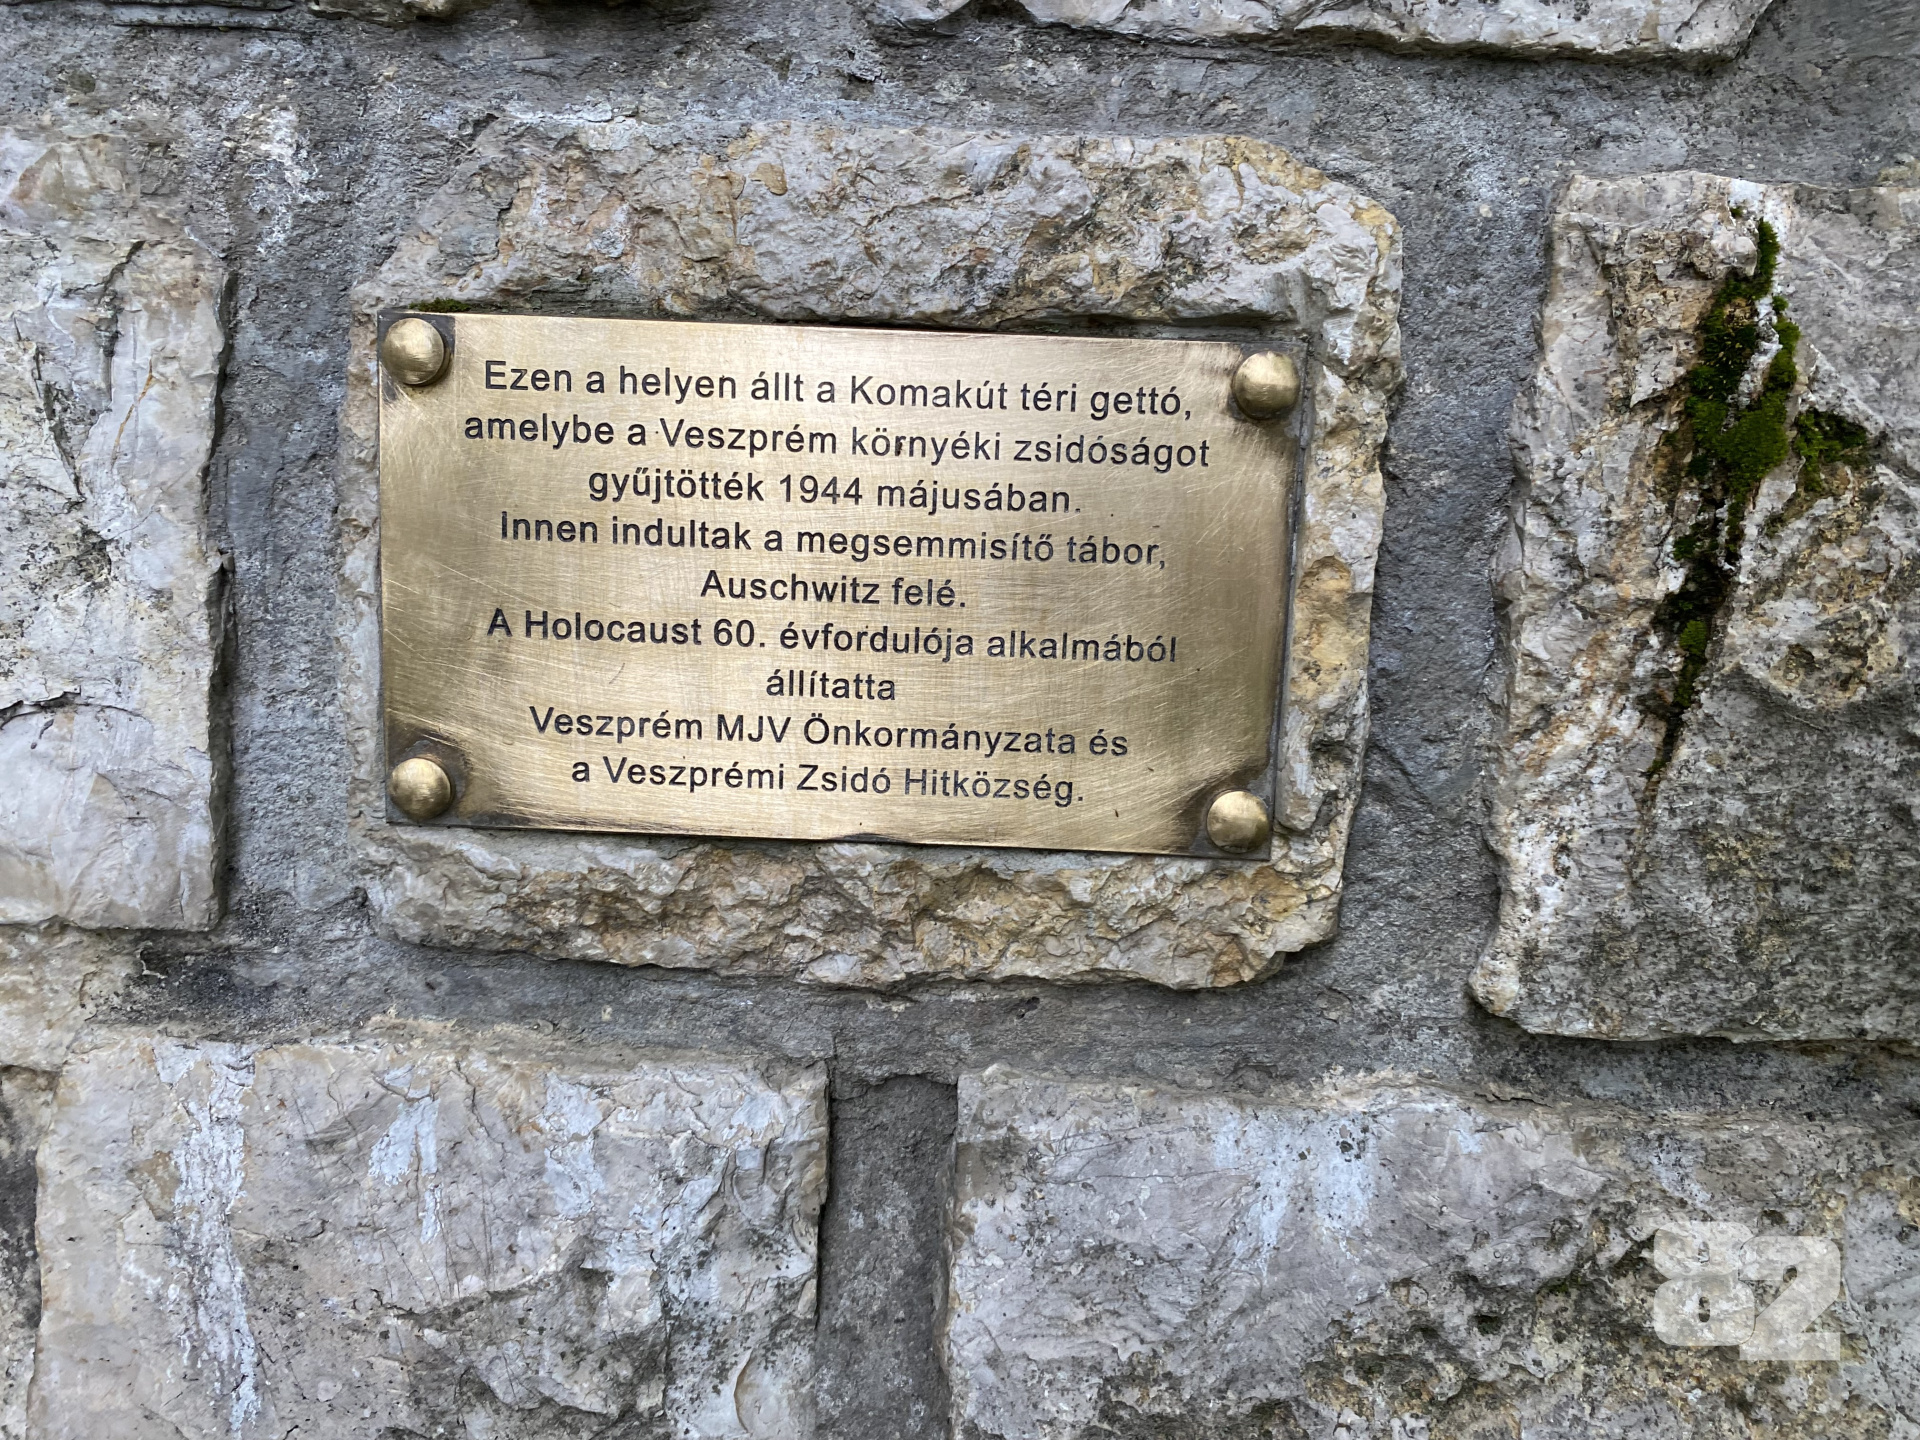 Ezen a helyen állt a Komakút téri gettó,
amelybe a Veszprém környéki zsidóságot
gyűjtötték 1944 májusában.
Innen indultak a megsemmisítő tábor,
Auschwitz felé.
A Holocaust 60. évfordulója alkalmából
állítatta
Veszprém MJV Önkormányzata és
a Veszprémi Zsidó Hitközség.
82